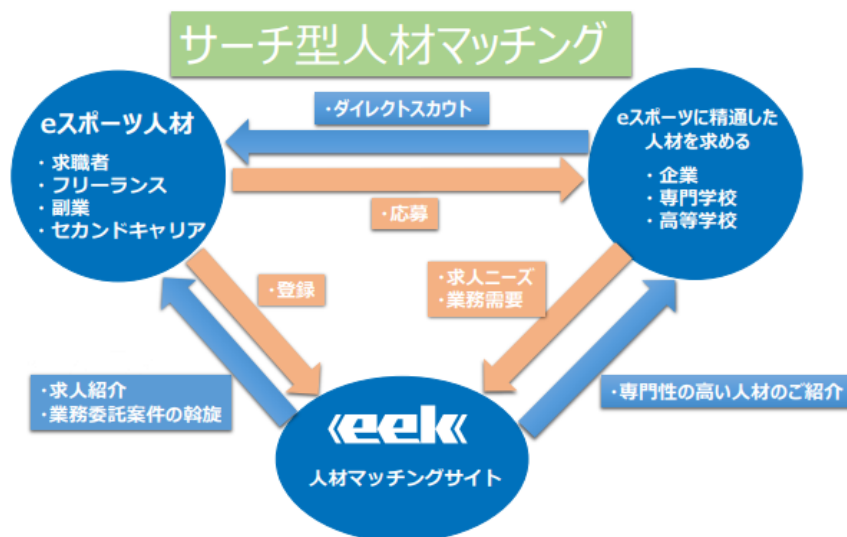 サーチ型人材マッチング
eスポーツ人材
・求職者
・フリーランス
・副業
・セカンドキャリア
・ダイレクトスカウト
・応募
eスポーツに精通した
人材を求める
・企業
・専門学校
・高等学校
・登録
・求人ニーズ
・業務需要
・求人紹介
・業務委託案件の斡旋
・専門性の高い人材のご紹介
eek
人材マッチングサイト